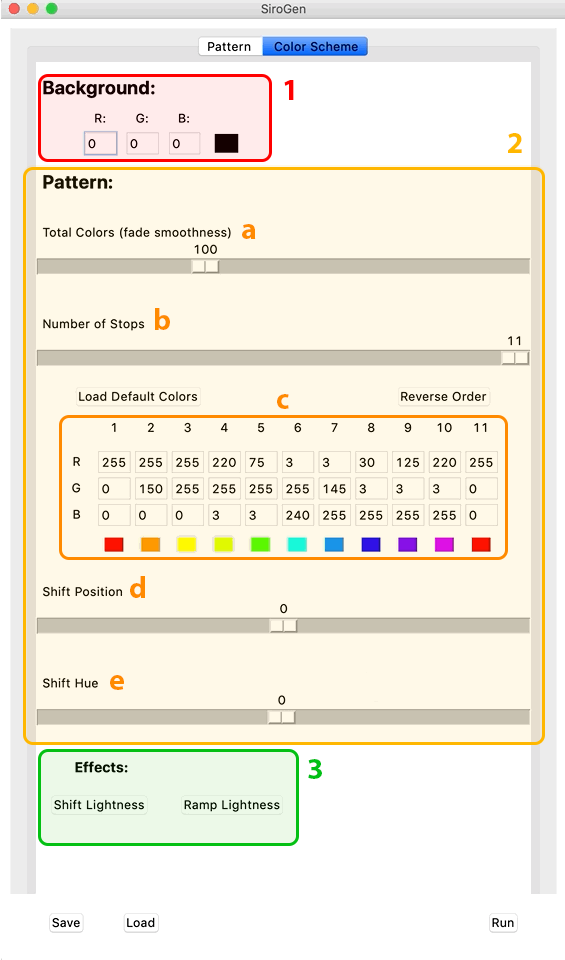 SiroGen
Pattern Color Scheme
Background: 1
R: G: B:
0 0 0
2
Pattern:
Total Colors (fade smoothness) a
100
Number of Stops b
11
Load Default Colors c Reverse Order
1 2 3 4 5 6 7 8 9 10 11
R 255 255 255 220 75 3 3 30 125 220 255
G 0 150 255 255 255 255 145 3 3 3 0
B 0 0 0 3 3 240 255 255 255 255 0
Shift Position d
0
Shift Hue e
0
Effects: 3
Shift Lightness Ramp Lightness
Save Load Run